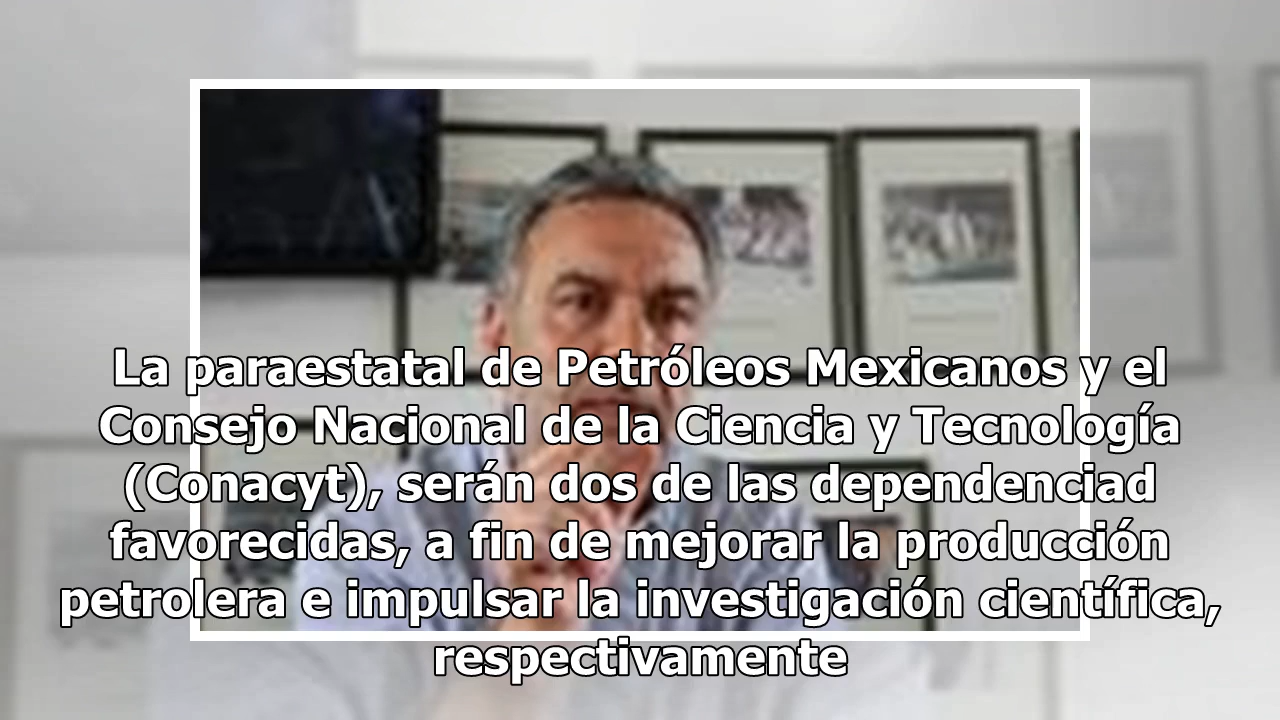 La paraestatal de Petróleos Mexicanos y el
Consejo Nacional de la Ciencia y Tecnología
(Conacyt), serán dos de las dependenciad
favorecidas, a fin de mejorar la producción
petrolera e impulsar la investigación científica,
respectivamente